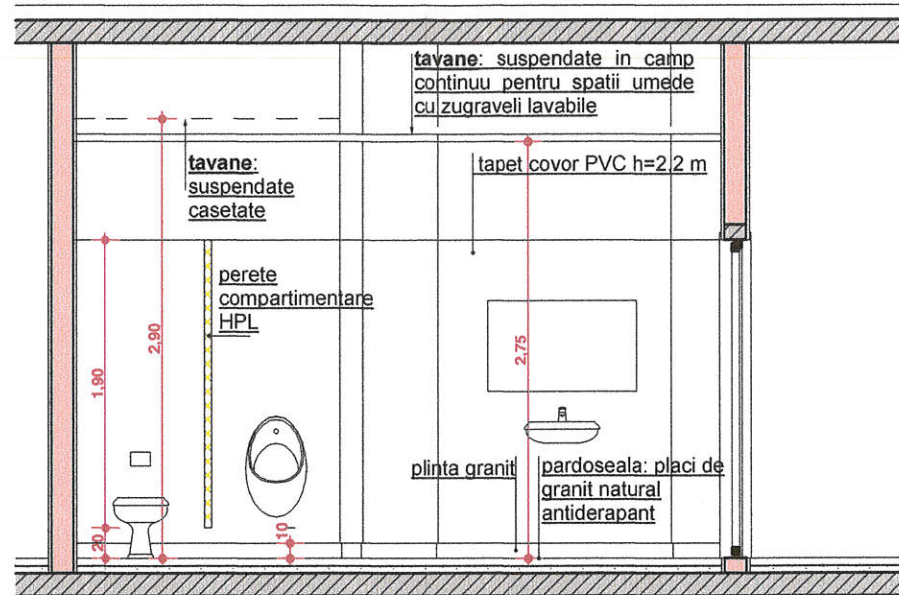 tavane: suspendate in camp
continuu pentru spatii umede
cu zugraveli lavabile
tavane:
suspendate
casetate
tapet covor PVC h=2,2 m
perete
compartimentare
HPL
2,90
1,90
2,75
plinta granit
pardoseala: placi de
granit natural
antiderapant
20
10